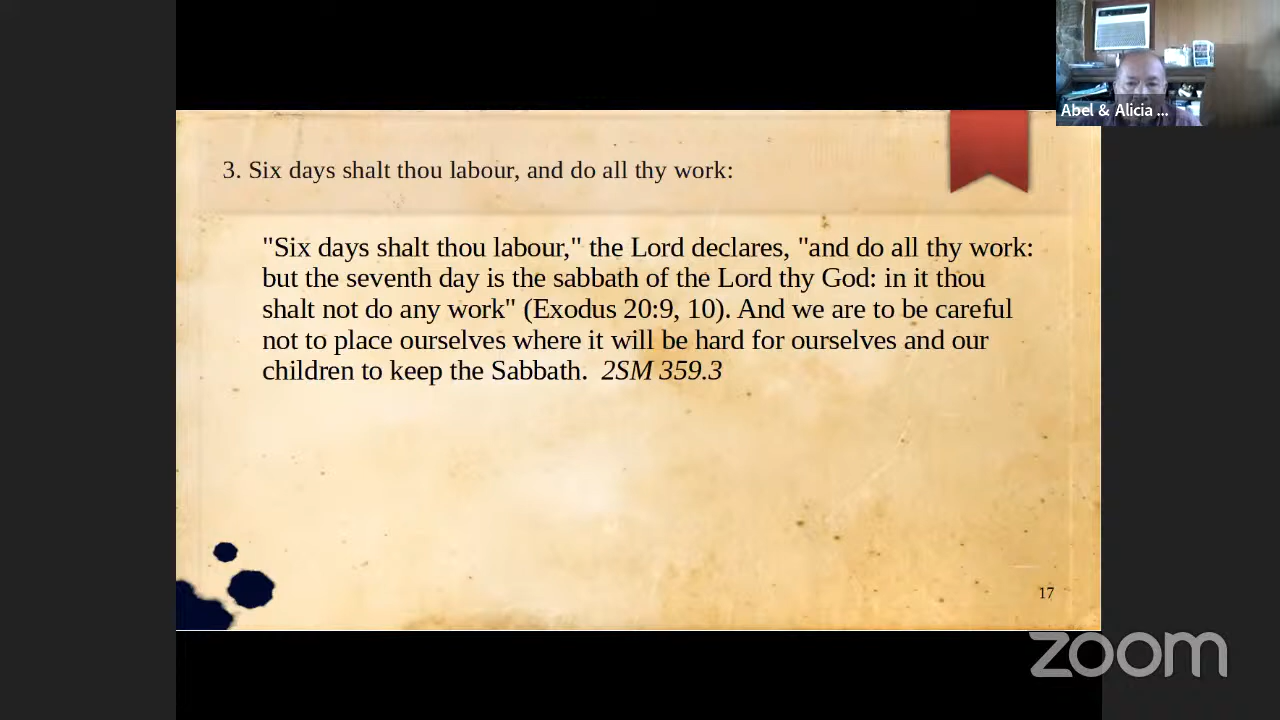 Abel & Alicia ...
3. Six days shalt thou labour, and do all thy work:
"Six days shalt thou labour," the Lord declares, "and do all thy work:
but the seventh day is the sabbath of the Lord thy God: in it thou
shalt not do any work" (Exodus 20:9, 10). And we are to be careful
not to place ourselves where it will be hard for ourselves and our
children to keep the Sabbath. 2SM 359.3
17
zoom